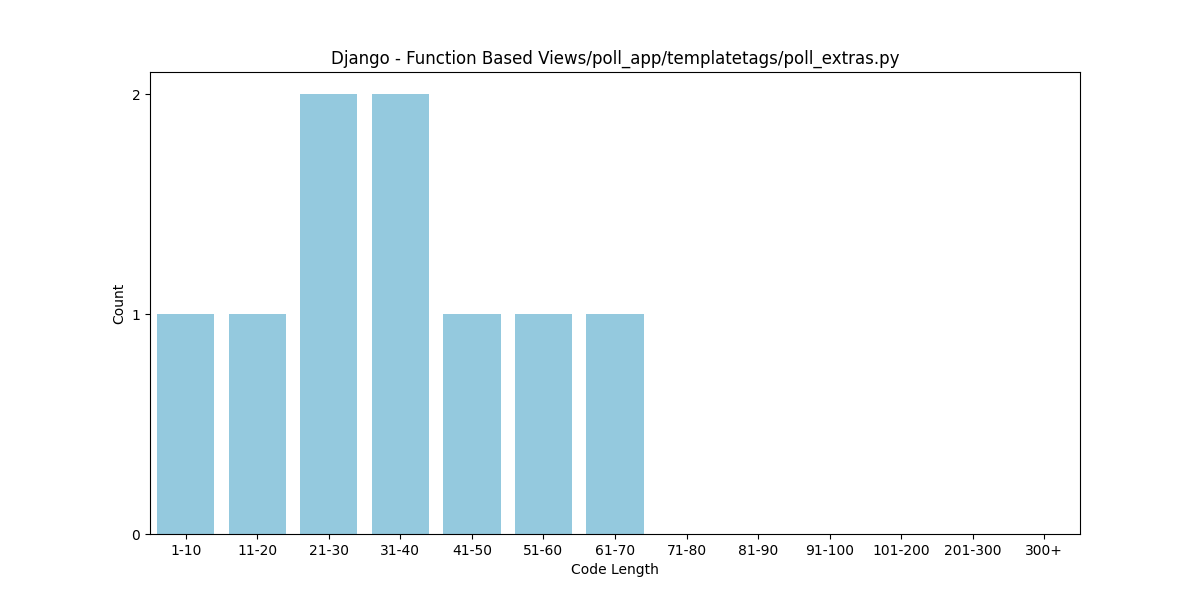 Django - Function Based Views/poll_app/templatetags/poll_extras.py
2
1
0
Count
1-10 11-20 21-30 31-40 41-50 51-60 61-70 71-80 81-90 91-100 101-200 201-300 300+
Code Length